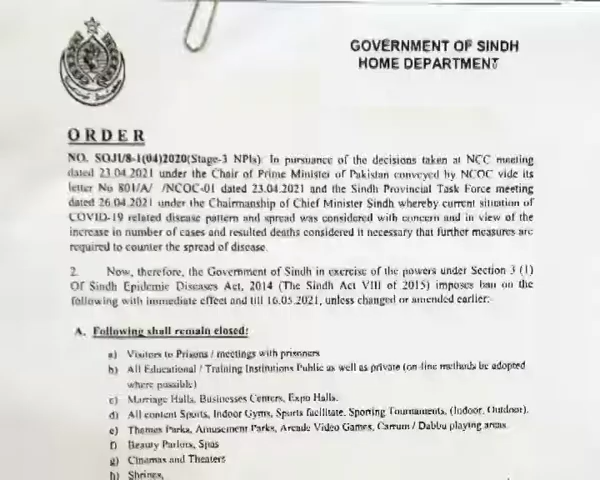 GOVERNMENT OF SINDH
HOME DEPARTMENT
ORDER
NO. SOJI/8-1(04)2020(Stage-3 NPIs): In pursuance of the decisions taken at NCC meeting
dated 23.04.2021 under the Chair of Prime Minister of Pakistan conveyed by NCOC vide its
letter No 801/A/ /NCOC-01 dated 23.04.2021 and the Sindh Provincial Task Force meeting
dated 26.04.2021 under the Chairmanship of Chief Minister Sindh whereby current situation of
COVID-19 related disease pattern and spread was considered with concern and in view of the
increase in number of cases and resulted deaths considered it necessary that further measures are
required to counter the spread of disease.
2. Now, therefore, the Government of Sindh in exercise of the powers under Section 3 (1)
Of Sindh Epidemic Diseases Act, 2014 (The Sindh Act VIII of 2015) imposes ban on the
following with immediate effect and till 16.05.2021, unless changed or amended earlier:-
A. Following shall remain closed:
a) Visitors to Prisons / meetings with prisoners
b) All Educational / Training Institutions Public as well as private (on-line methods be adopted
where possible)
c) Marriage Halls, Businesses Centers, Expo Halls.
d) All content Sports, Indoor Gyms, Sports facilitate, Sporting Tournaments, (Indoor, Outdoor).
e) Themes Parks, Amusement Parks, Arcade Video Games, Carrum / Dabbu playing areas.
f) Beauty Parlors, Spas
g) Cinemas and Theaters
h) Shrines,